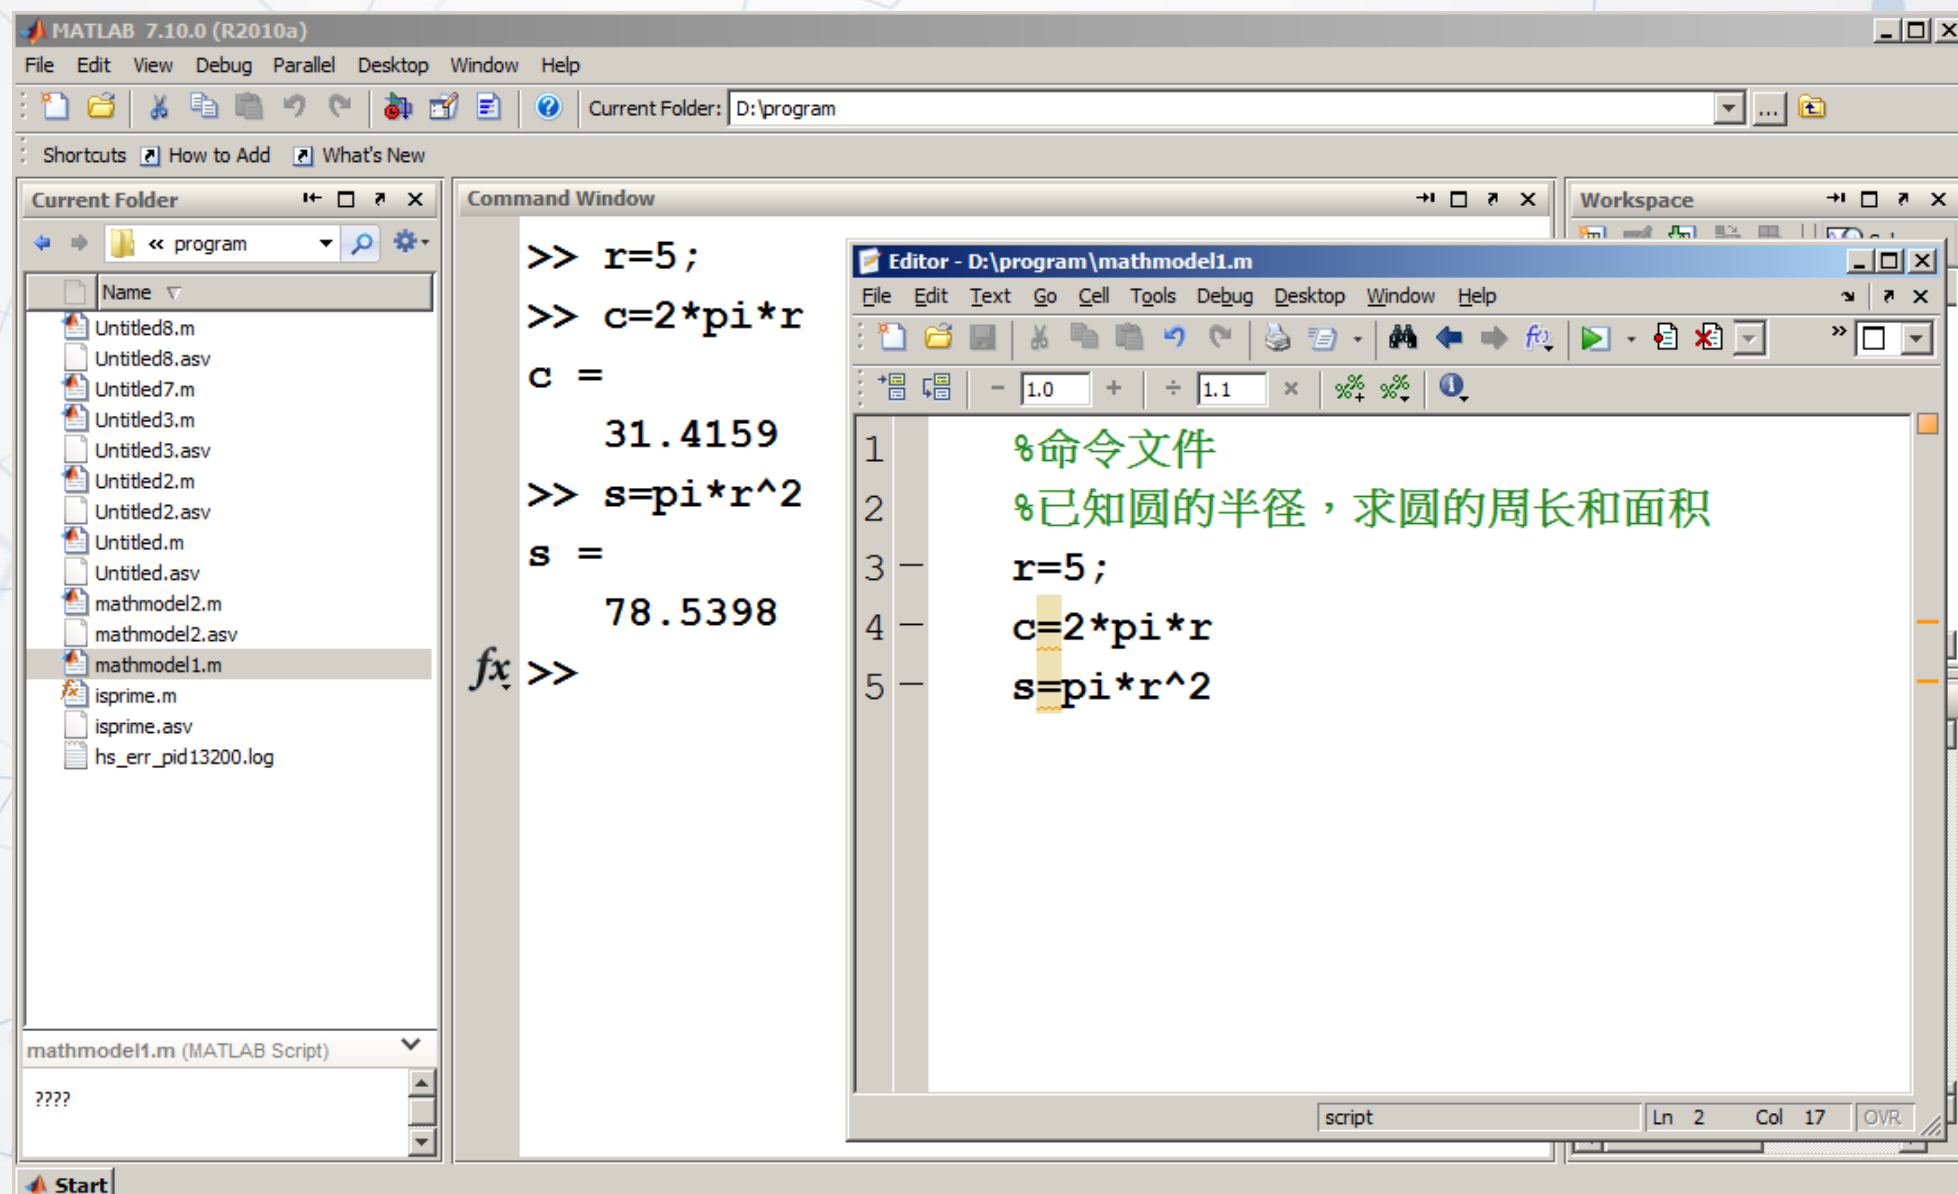 MATLAB 7.10.0 (R2010a)
File Edit View Debug Parallel Desktop Window Help
Current Folder: D:\program
Shortcuts How to Add What's New
Current Folder
« program
Name
Untitled8.m
Untitled8.asv
Untitled7.m
Untitled3.m
Untitled3.asv
Untitled2.m
Untitled2.asv
Untitled.m
Untitled.asv
mathmodel2.m
mathmodel2.asv
mathmodel1.m
isprime.m
isprime.asv
hs_err_pid13200.log
mathmodel1.m (MATLAB Script)
????
Start
Command Window
>> r=5;
>> c=2*pi*r
c =
31.4159
>> s=pi*r^2
s =
78.5398
fx >>
Workspace
Editor - D:\program\mathmodel1.m
File Edit Text Go Cell Tools Debug Desktop Window Help
- 1.0 + ÷ 1.1 ×
1 %命令文件
2 %已知圆的半径，求圆的周长和面积
3 – r=5;
4 – c=2*pi*r
5 – s=pi*r^2
script Ln 2 Col 17 OVR